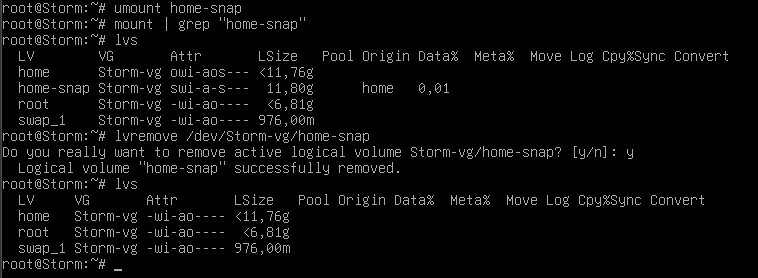 root@Storm:~# umount home-snap
root@Storm:~# mount | grep "home-snap"
root@Storm:~# lvs
  LV        VG       Attr       LSize   Pool Origin Data%  Meta%  Move Log Cpy%Sync Convert
  home      Storm-vg owi-aos--- <11,76g
  home-snap Storm-vg swi-a-s---  11,80g      home   0,01
  root      Storm-vg -wi-ao----  <6,81g
  swap_1    Storm-vg -wi-ao---- 976,00m
root@Storm:~# lvremove /dev/Storm-vg/home-snap
Do you really want to remove active logical volume Storm-vg/home-snap? [y/n]: y
  Logical volume "home-snap" successfully removed.
root@Storm:~# lvs
  LV     VG       Attr       LSize   Pool Origin Data%  Meta%  Move Log Cpy%Sync Convert
  home   Storm-vg -wi-ao---- <11,76g
  root   Storm-vg -wi-ao----  <6,81g
  swap_1 Storm-vg -wi-ao---- 976,00m
root@Storm:~# _